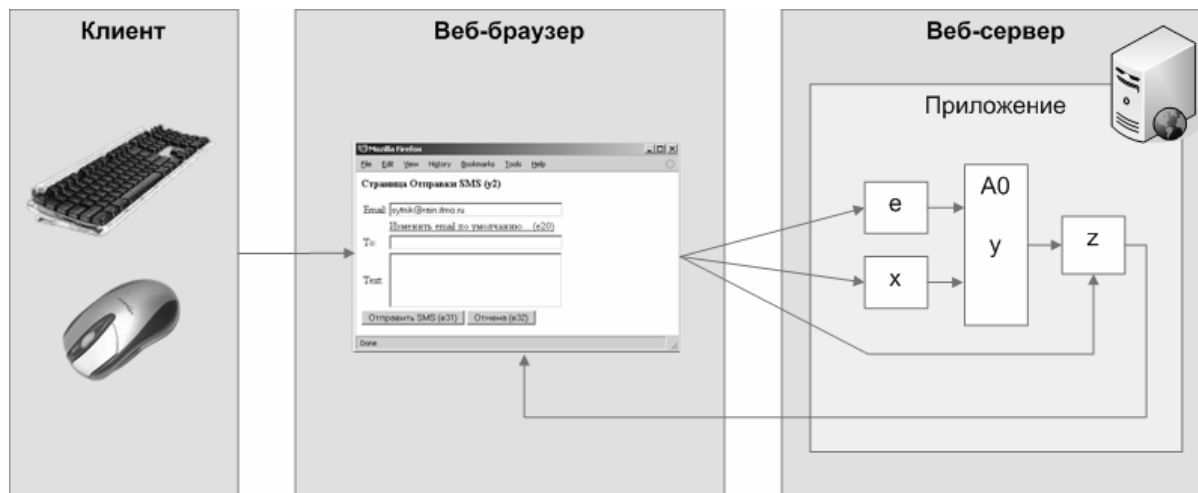 Клиент
Веб-браузер
Веб-сервер
Приложение
Mozilla Firefox
File Edit View History Bookmarks Tools Help
Страница Отправки SMS (y2)
Email: sytnik@rain.ifmo.ru
Изменить email по умолчанию... (e20)
To:
Text:
Отправить SMS (e31) Отмена (e32)
Done
e
x
A0
y
z